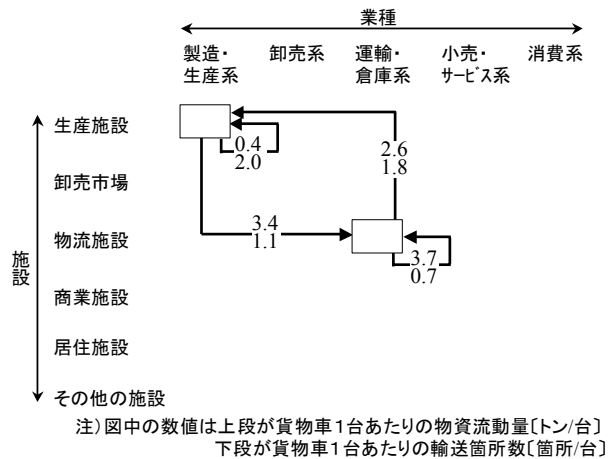 業種
製造・ 卸売系 運輸・ 小売・ 消費系
生産系 倉庫系 サービス系
施設
生産施設
0.4
2.0
2.6
1.8
卸売市場
物流施設
3.4
1.1
3.7
0.7
商業施設
居住施設
その他の施設
注）図中の数値は上段が貨物車１台あたりの物資流動量〔トン/台〕
下段が貨物車１台あたりの輸送箇所数〔箇所/台〕